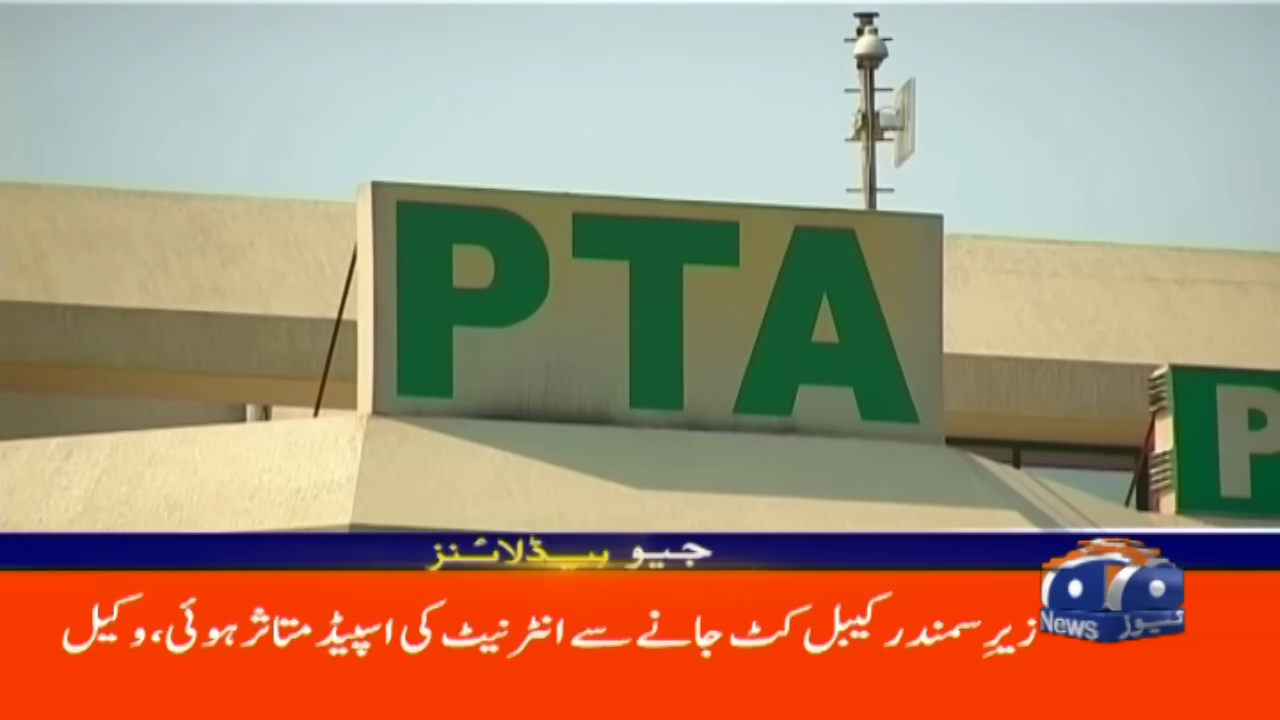 PTA
P
جیو ہیڈلائنز
زیرِ سمندر کیبل کٹ جانے سے انٹرنیٹ کی اسپیڈ متاثر ہوئی، وکیل
News نیوز